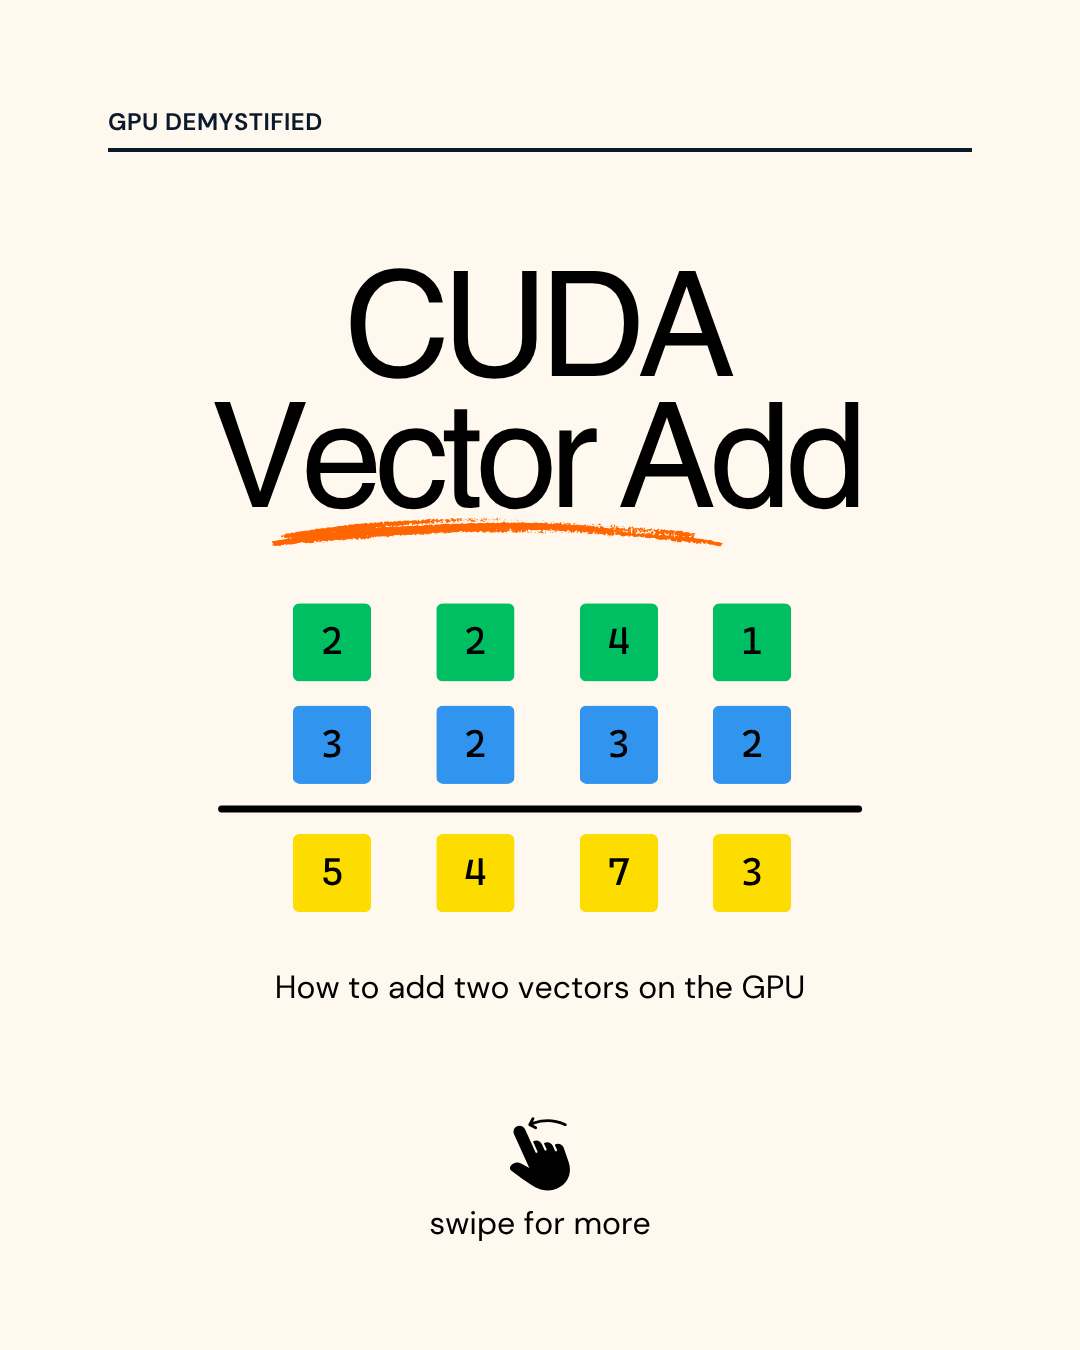 GPU DEMYSTIFIED
CUDA
Vector Add
2 2 4 1
3 2 3 2
5 4 7 3
How to add two vectors on the GPU
swipe for more